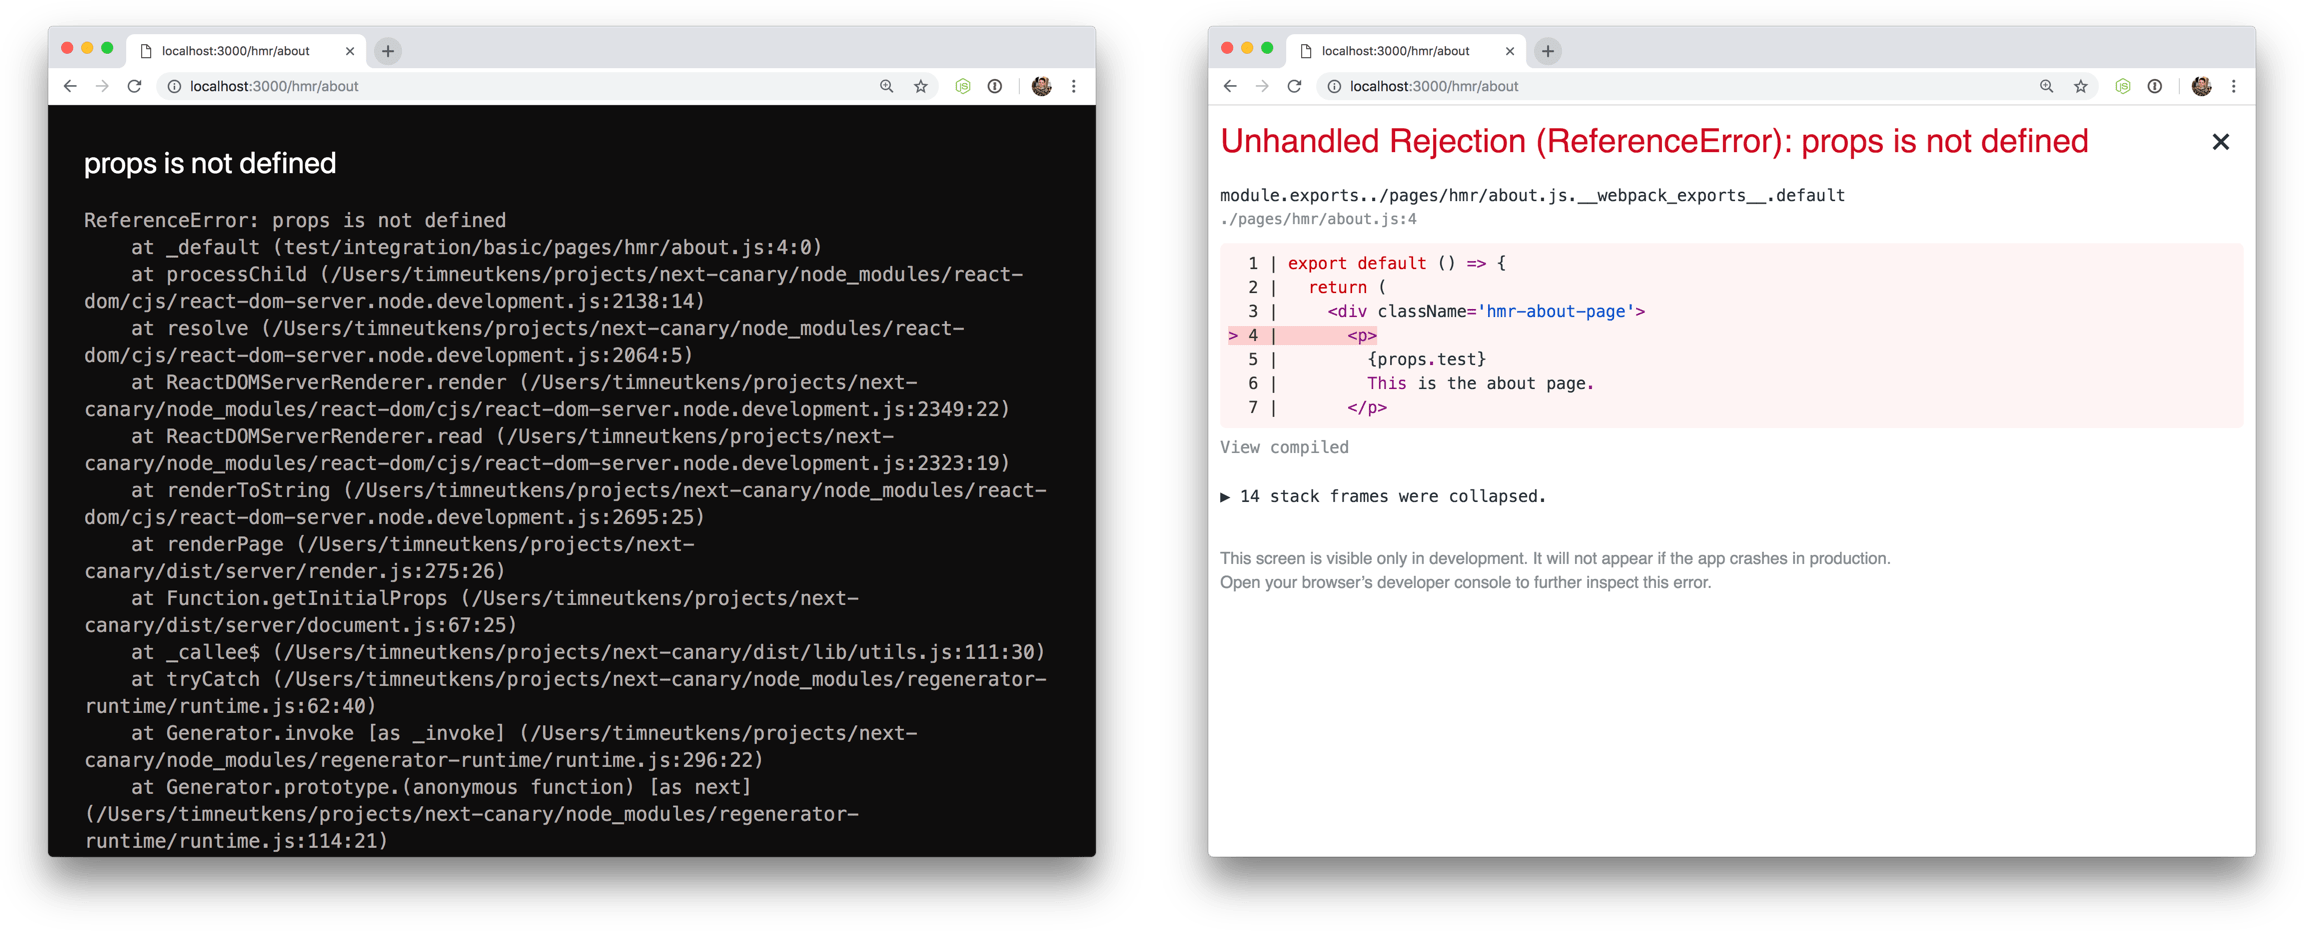 localhost:3000/hmr/about
localhost:3000/hmr/about
props is not defined
ReferenceError: props is not defined
at _default (test/integration/basic/pages/hmr/about.js:4:0)
at processChild (/Users/timneutkens/projects/next-canary/node_modules/react-
dom/cjs/react-dom-server.node.development.js:2138:14)
at resolve (/Users/timneutkens/projects/next-canary/node_modules/react-
dom/cjs/react-dom-server.node.development.js:2064:5)
at ReactDOMServerRenderer.render (/Users/timneutkens/projects/next-
canary/node_modules/react-dom/cjs/react-dom-server.node.development.js:2349:22)
at ReactDOMServerRenderer.read (/Users/timneutkens/projects/next-
canary/node_modules/react-dom/cjs/react-dom-server.node.development.js:2323:19)
at renderToString (/Users/timneutkens/projects/next-canary/node_modules/react-
dom/cjs/react-dom-server.node.development.js:2695:25)
at renderPage (/Users/timneutkens/projects/next-
canary/dist/server/render.js:275:26)
at Function.getInitialProps (/Users/timneutkens/projects/next-
canary/dist/server/document.js:67:25)
at _callee$ (/Users/timneutkens/projects/next-canary/dist/lib/utils.js:111:30)
at tryCatch (/Users/timneutkens/projects/next-canary/node_modules/regenerator-
runtime/runtime.js:62:40)
at Generator.invoke [as _invoke] (/Users/timneutkens/projects/next-
canary/node_modules/regenerator-runtime/runtime.js:296:22)
at Generator.prototype.(anonymous function) [as next]
(/Users/timneutkens/projects/next-canary/node_modules/regenerator-
runtime/runtime.js:114:21)
localhost:3000/hmr/about
localhost:3000/hmr/about
Unhandled Rejection (ReferenceError): props is not defined
module.exports../pages/hmr/about.js.__webpack_exports__.default
./pages/hmr/about.js:4
1 | export default () => {
2 | return (
3 | <div className='hmr-about-page'>
> 4 | <p>
5 | {props.test}
6 | This is the about page.
7 | </p>
View compiled
▶ 14 stack frames were collapsed.
This screen is visible only in development. It will not appear if the app crashes in production.
Open your browser’s developer console to further inspect this error.